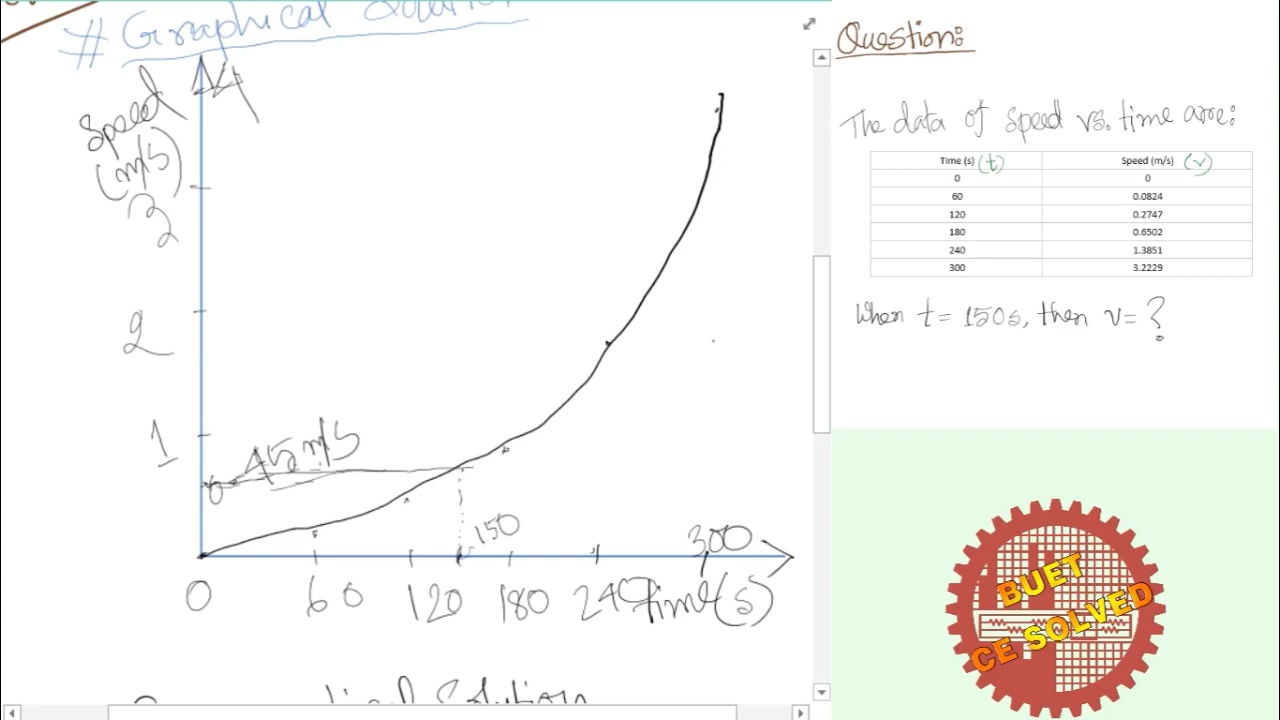 # Graphical Solution
Speed
(m/s)
4
3
2
1
0.45 m/s
150
300
0 60 120 180 240 Time(s)
Solution
Question:
The data of speed vs. time are:
Time (s) (t) Speed (m/s) (v)
0 0
60 0.0824
120 0.2747
180 0.6502
240 1.3851
300 3.2229
When t = 150s, then v = ?
BUET
CE SOLVED